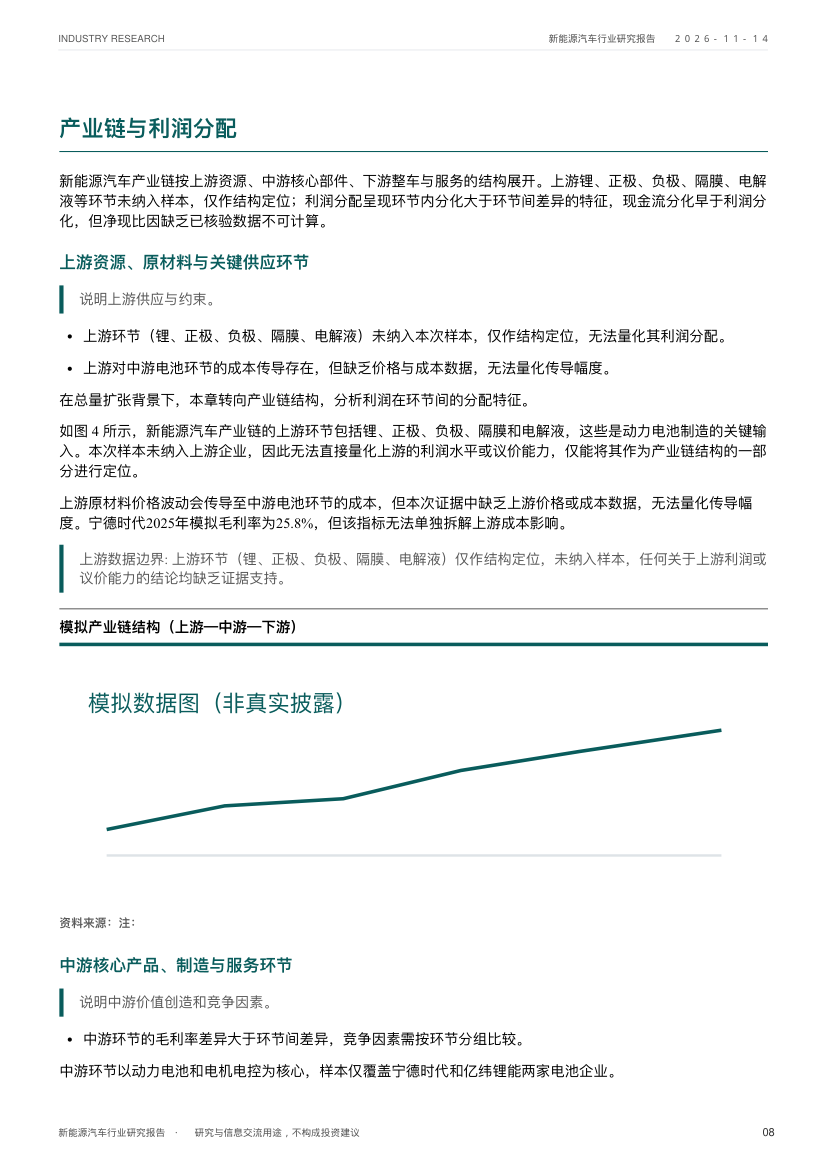 INDUSTRY RESEARCH
新能源汽车行业研究报告 2026-11-14
产业链与利润分配
新能源汽车产业链按上游资源、中游核心部件、下游整车与服务的结构展开。上游锂、正极、负极、隔膜、电解
液等环节未纳入样本，仅作结构定位；利润分配呈现环节内分化大于环节间差异的特征，现金流分化早于利润分
化，但净现比因缺乏已核验数据不可计算。
上游资源、原材料与关键供应环节
说明上游供应与约束。
• 上游环节（锂、正极、负极、隔膜、电解液）未纳入本次样本，仅作结构定位，无法量化其利润分配。
• 上游对中游电池环节的成本传导存在，但缺乏价格与成本数据，无法量化传导幅度。
在总量扩张背景下，本章转向产业链结构，分析利润在环节间的分配特征。
如图 4 所示，新能源汽车产业链的上游环节包括锂、正极、负极、隔膜和电解液，这些是动力电池制造的关键输
入。本次样本未纳入上游企业，因此无法直接量化上游的利润水平或议价能力，仅能将其作为产业链结构的一部
分进行定位。
上游原材料价格波动会传导至中游电池环节的成本，但本次证据中缺乏上游价格或成本数据，无法量化传导幅
度。宁德时代2025年模拟毛利率为25.8%，但该指标无法单独拆解上游成本影响。
上游数据边界: 上游环节（锂、正极、负极、隔膜、电解液）仅作结构定位，未纳入样本，任何关于上游利润或
议价能力的结论均缺乏证据支持。
模拟产业链结构（上游—中游—下游）
模拟数据图（非真实披露）
资料来源：注：
中游核心产品、制造与服务环节
说明中游价值创造和竞争因素。
• 中游环节的毛利率差异大于环节间差异，竞争因素需按环节分组比较。
中游环节以动力电池和电机电控为核心，样本仅覆盖宁德时代和亿纬锂能两家电池企业。
新能源汽车行业研究报告 · 研究与信息交流用途，不构成投资建议
08